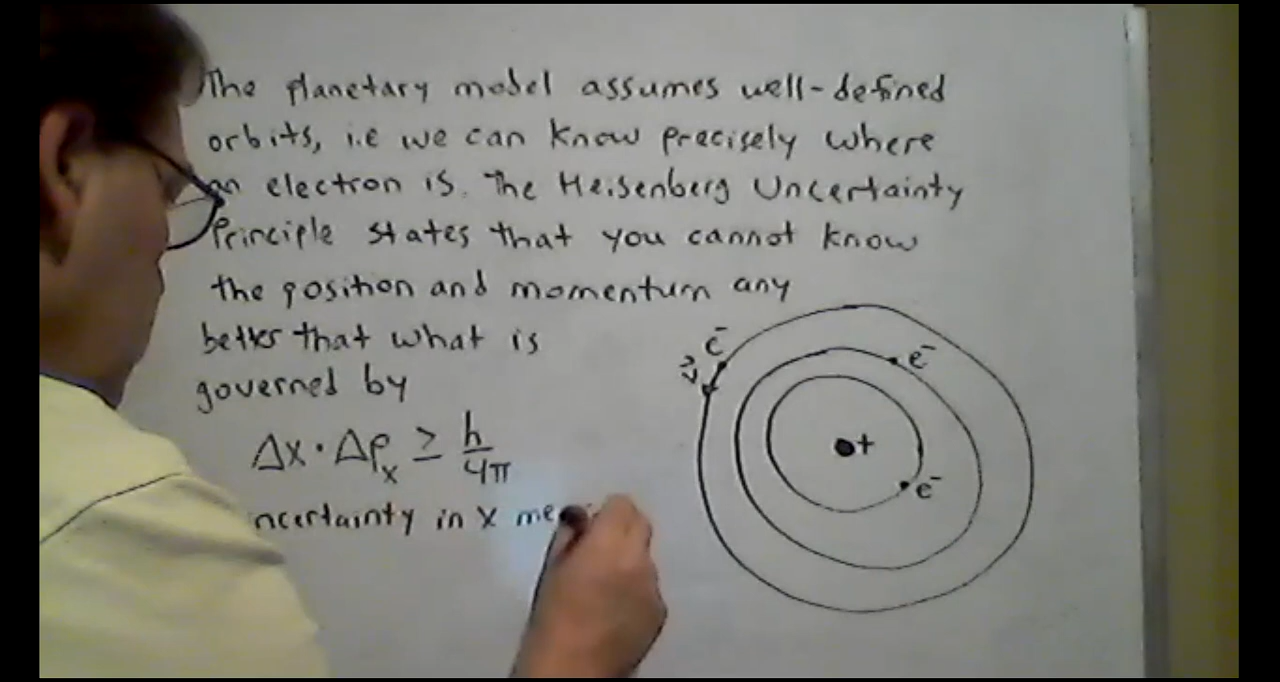 The planetary model assumes well-defined
orbits, i.e we can know precisely where
an electron is. The Heisenberg Uncertainty
Principle states that you cannot know
the position and momentum any
better that what is
governed by
Δx · Δpₓ ≥ h/4π
ncertainty in x me
e⁻
v⃗
e⁻
+
e⁻